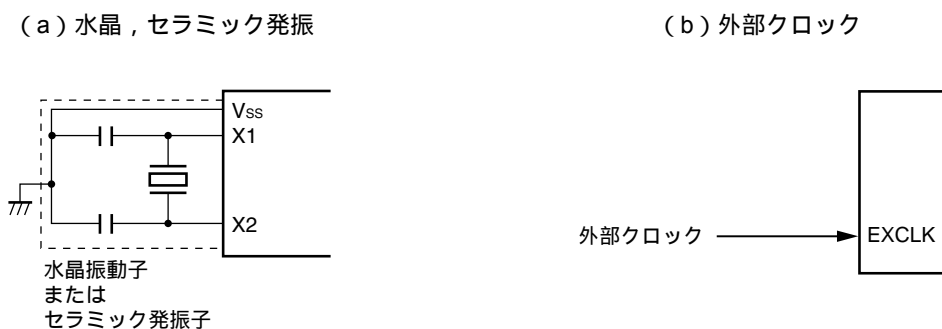 （a）水晶，セラミック発振
（b）外部クロック
VSS
X1
X2
水晶振動子
または
セラミック発振子
外部クロック
EXCLK